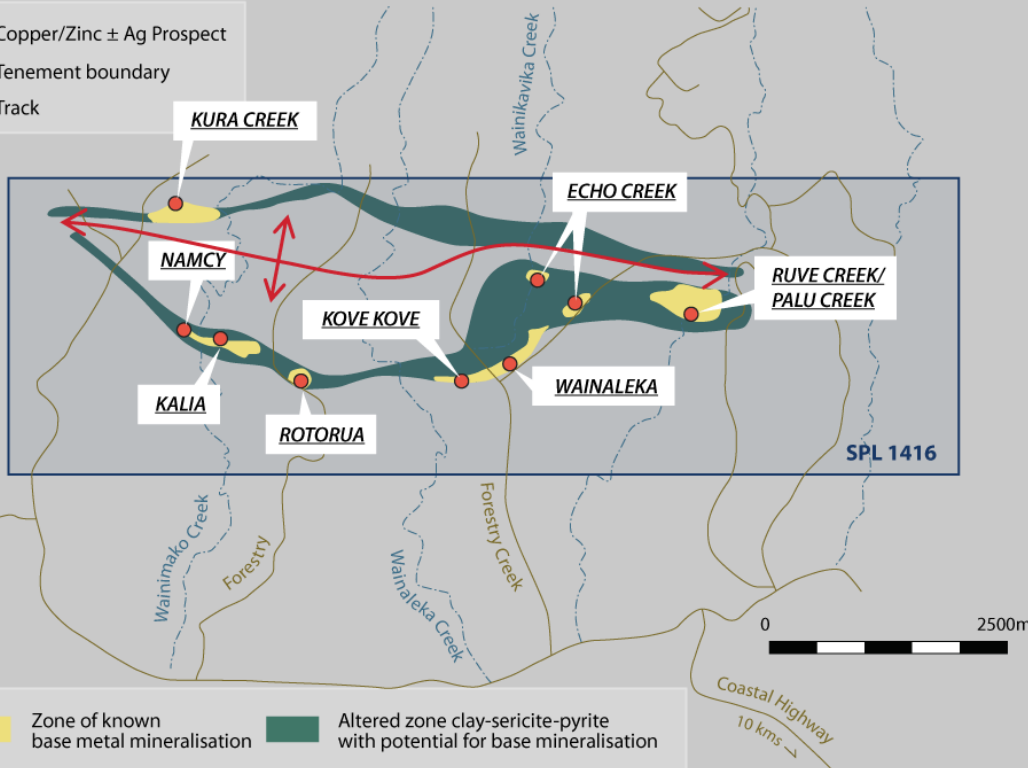 Copper/Zinc ± Ag Prospect
Tenement boundary
Track
Wainikavika Creek
KURA CREEK
ECHO CREEK
NAMCY
RUVE CREEK/
PALU CREEK
KOVE KOVE
WAINALEKA
KALIA
ROTORUA
SPL 1416
Wainimako Creek
Forestry
Wainaleka Creek
Forestry Creek
0 2500m
Coastal Highway
10 kms
Zone of known
base metal mineralisation
Altered zone clay-sericite-pyrite
with potential for base mineralisation